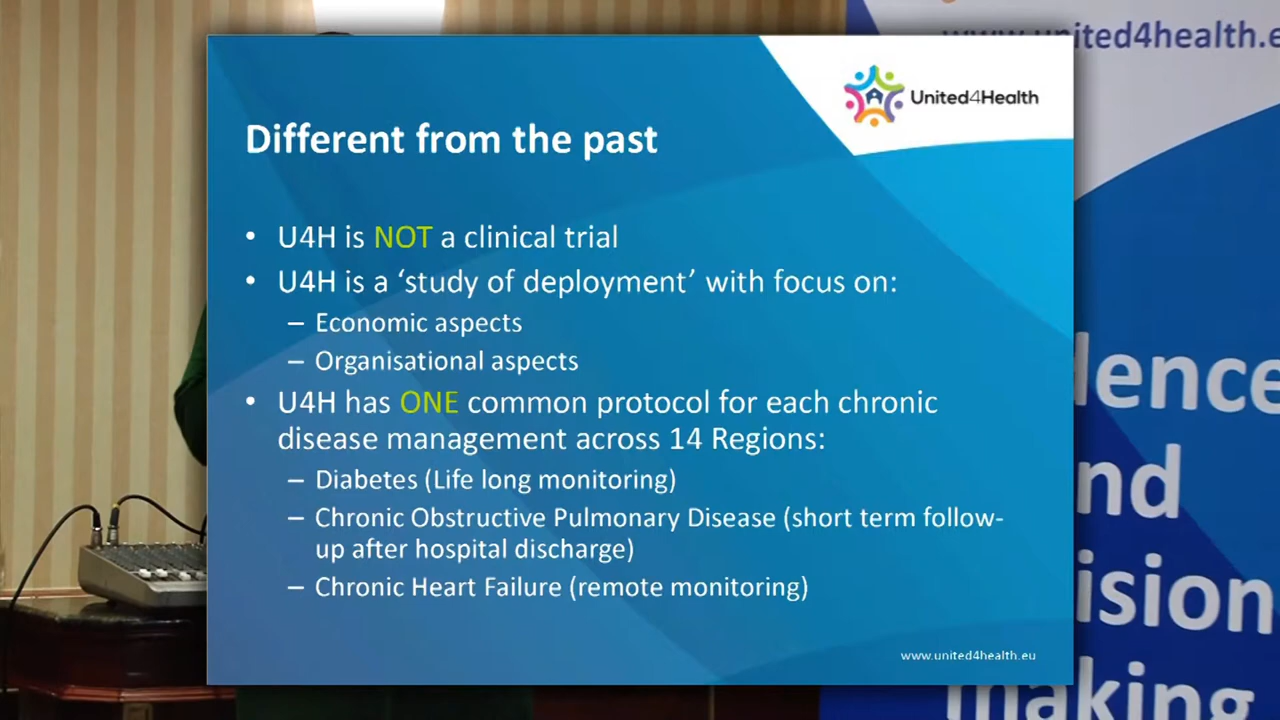 www.united4health.e
United4Health
Different from the past
• U4H is NOT a clinical trial
• U4H is a ‘study of deployment’ with focus on:
– Economic aspects
– Organisational aspects
• U4H has ONE common protocol for each chronic
disease management across 14 Regions:
– Diabetes (Life long monitoring)
– Chronic Obstructive Pulmonary Disease (short term follow-
up after hospital discharge)
– Chronic Heart Failure (remote monitoring)
www.united4health.eu
lence
nd
ision
making